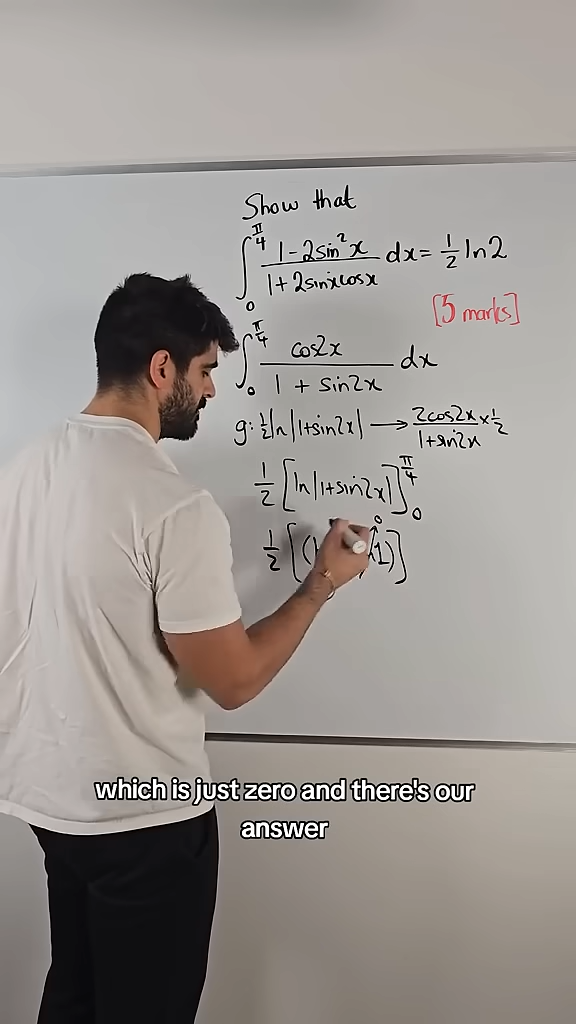 Show that
∫₀^(π/4) (1-2sin²x)/(1+2sinxcosx) dx = ½ ln2
[5 marks]
∫₀^(π/4) cos2x/(1 + sin2x) dx
g: ½ln|1+sin2x| → 2cos2x/(1+sin2x) × ½
½ [ln|1+sin2x|]₀^(π/4)
0
½ [( 1)]
which is just zero and there's our
answer